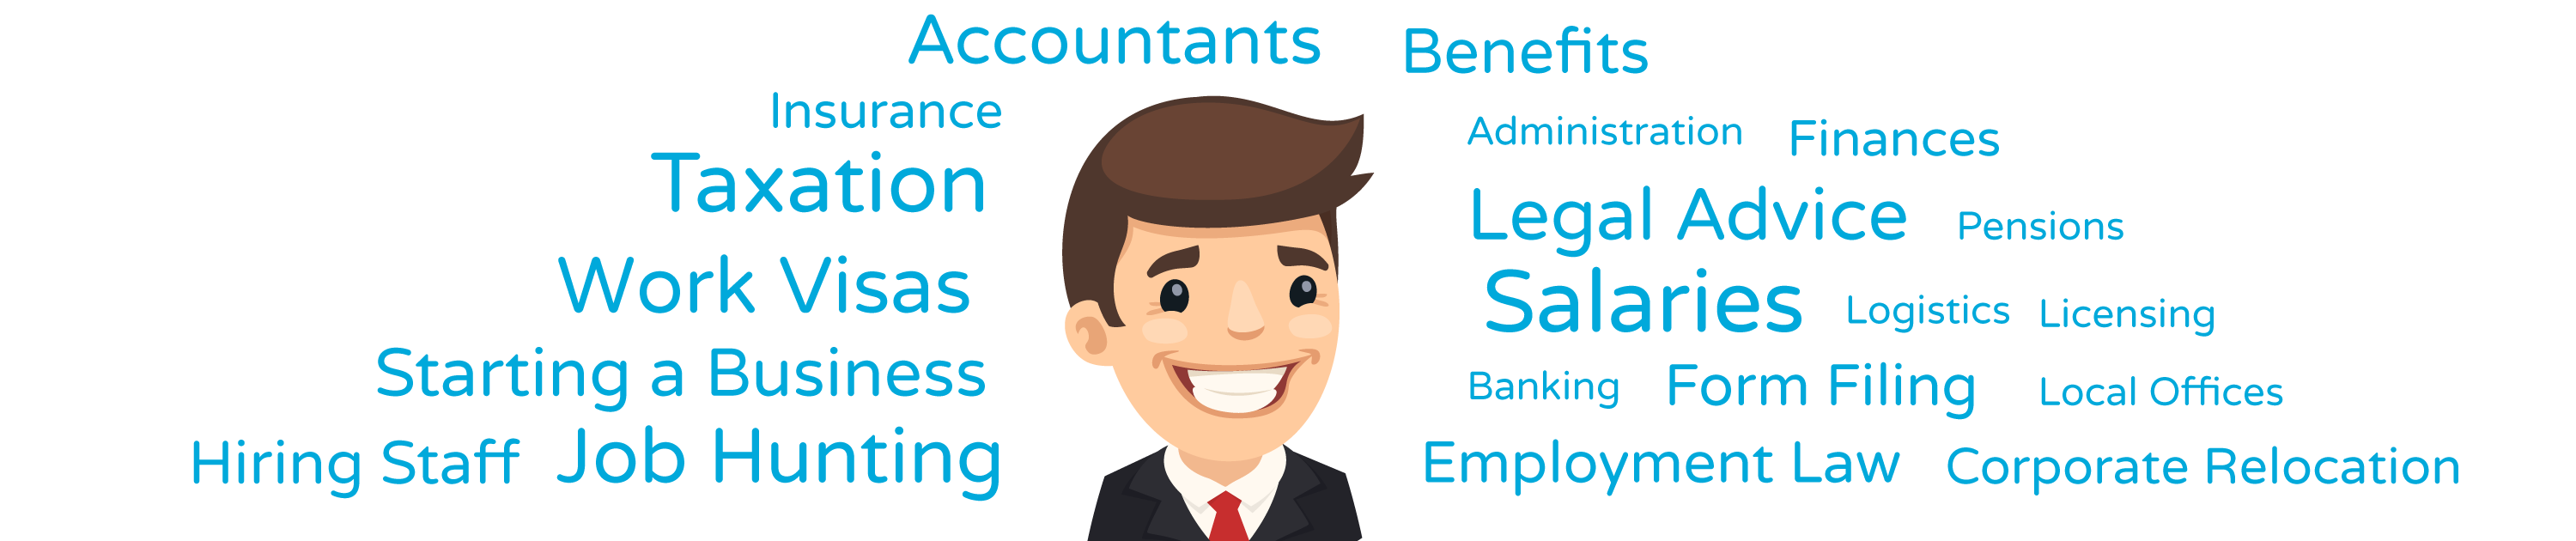 Accountants
Benefits
Insurance
Administration
Finances
Taxation
Legal Advice
Pensions
Work Visas
Salaries
Logistics
Licensing
Starting a Business
Banking
Form Filing
Local Offices
Hiring Staff
Job Hunting
Employment Law
Corporate Relocation